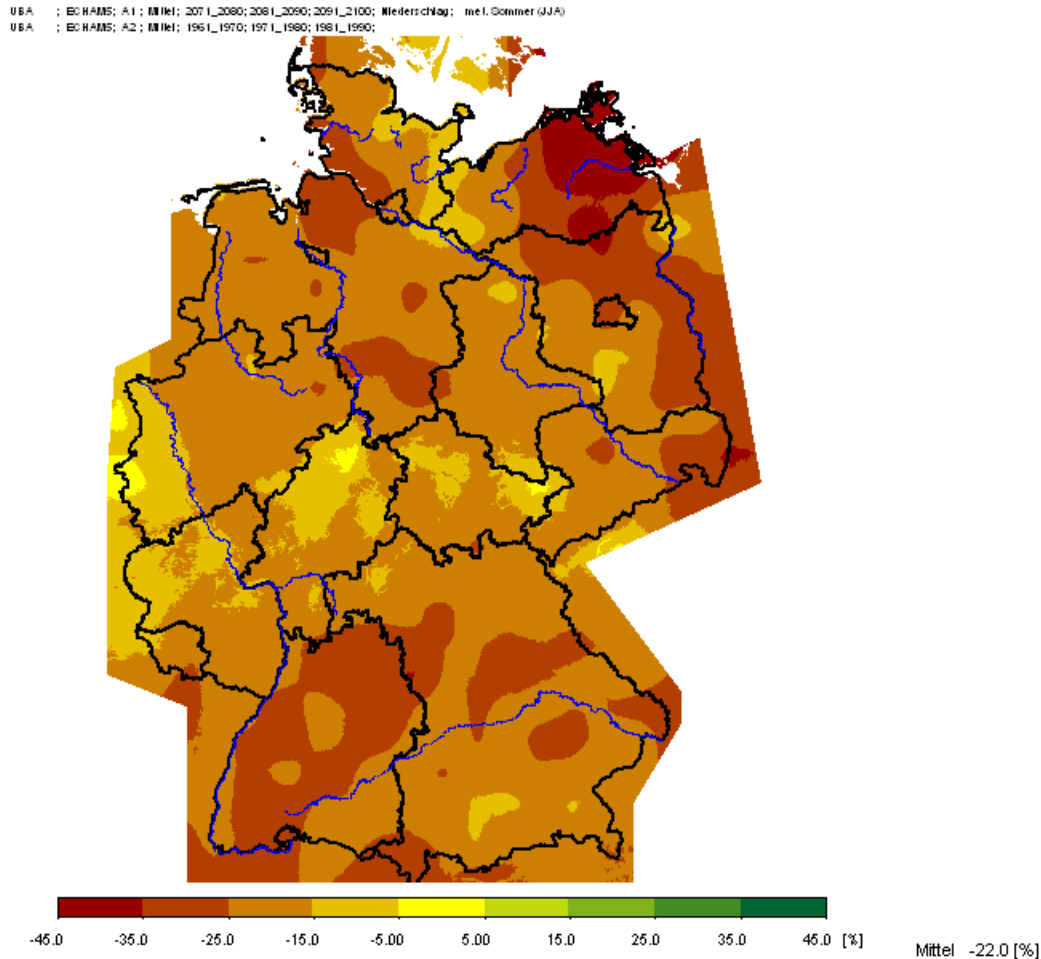 UBA ; ECHAM5; A1 ; Mittel; 2071_2080; 2081_2090; 2091_2100; Niederschlag; met. Sommer (JJA)
UBA ; ECHAM5; A2 ; Mittel; 1961_1970; 1971_1980; 1981_1990;
-45.0 -35.0 -25.0 -15.0 -5.00 5.00 15.0 25.0 35.0 45.0 [%]
Mittel -22.0 [%]